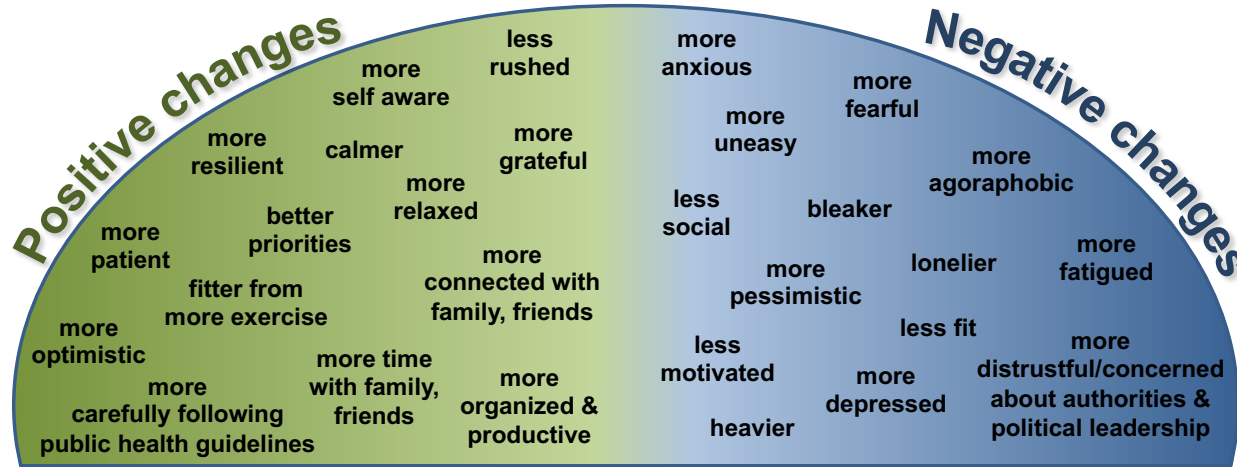 Positive changes
less
rushed
more
self aware
more
resilient
calmer
more
grateful
more
relaxed
better
priorities
more
patient
more
connected with
family, friends
fitter from
more exercise
more
optimistic
more time
with family,
friends
more
organized &
productive
more
carefully following
public health guidelines
Negative changes
more
anxious
more
fearful
more
uneasy
more
agoraphobic
less
social
bleaker
more
fatigued
lonelier
more
pessimistic
less fit
less
motivated
more
distrustful/concerned
about authorities &
political leadership
more
depressed
heavier